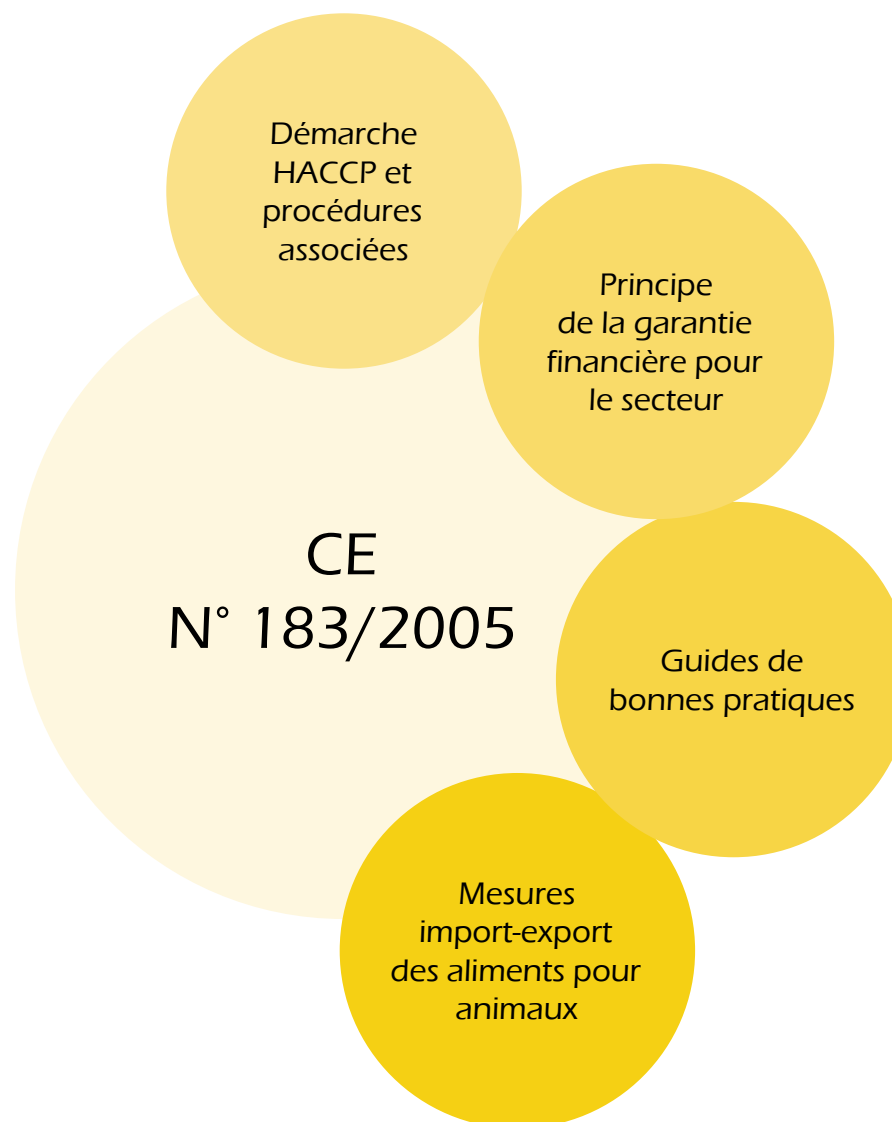 Démarche
HACCP et
procédures
associées
Principe
de la garantie
financière pour
le secteur
CE
N° 183/2005
Guides de
bonnes pratiques
Mesures
import-export
des aliments pour
animaux